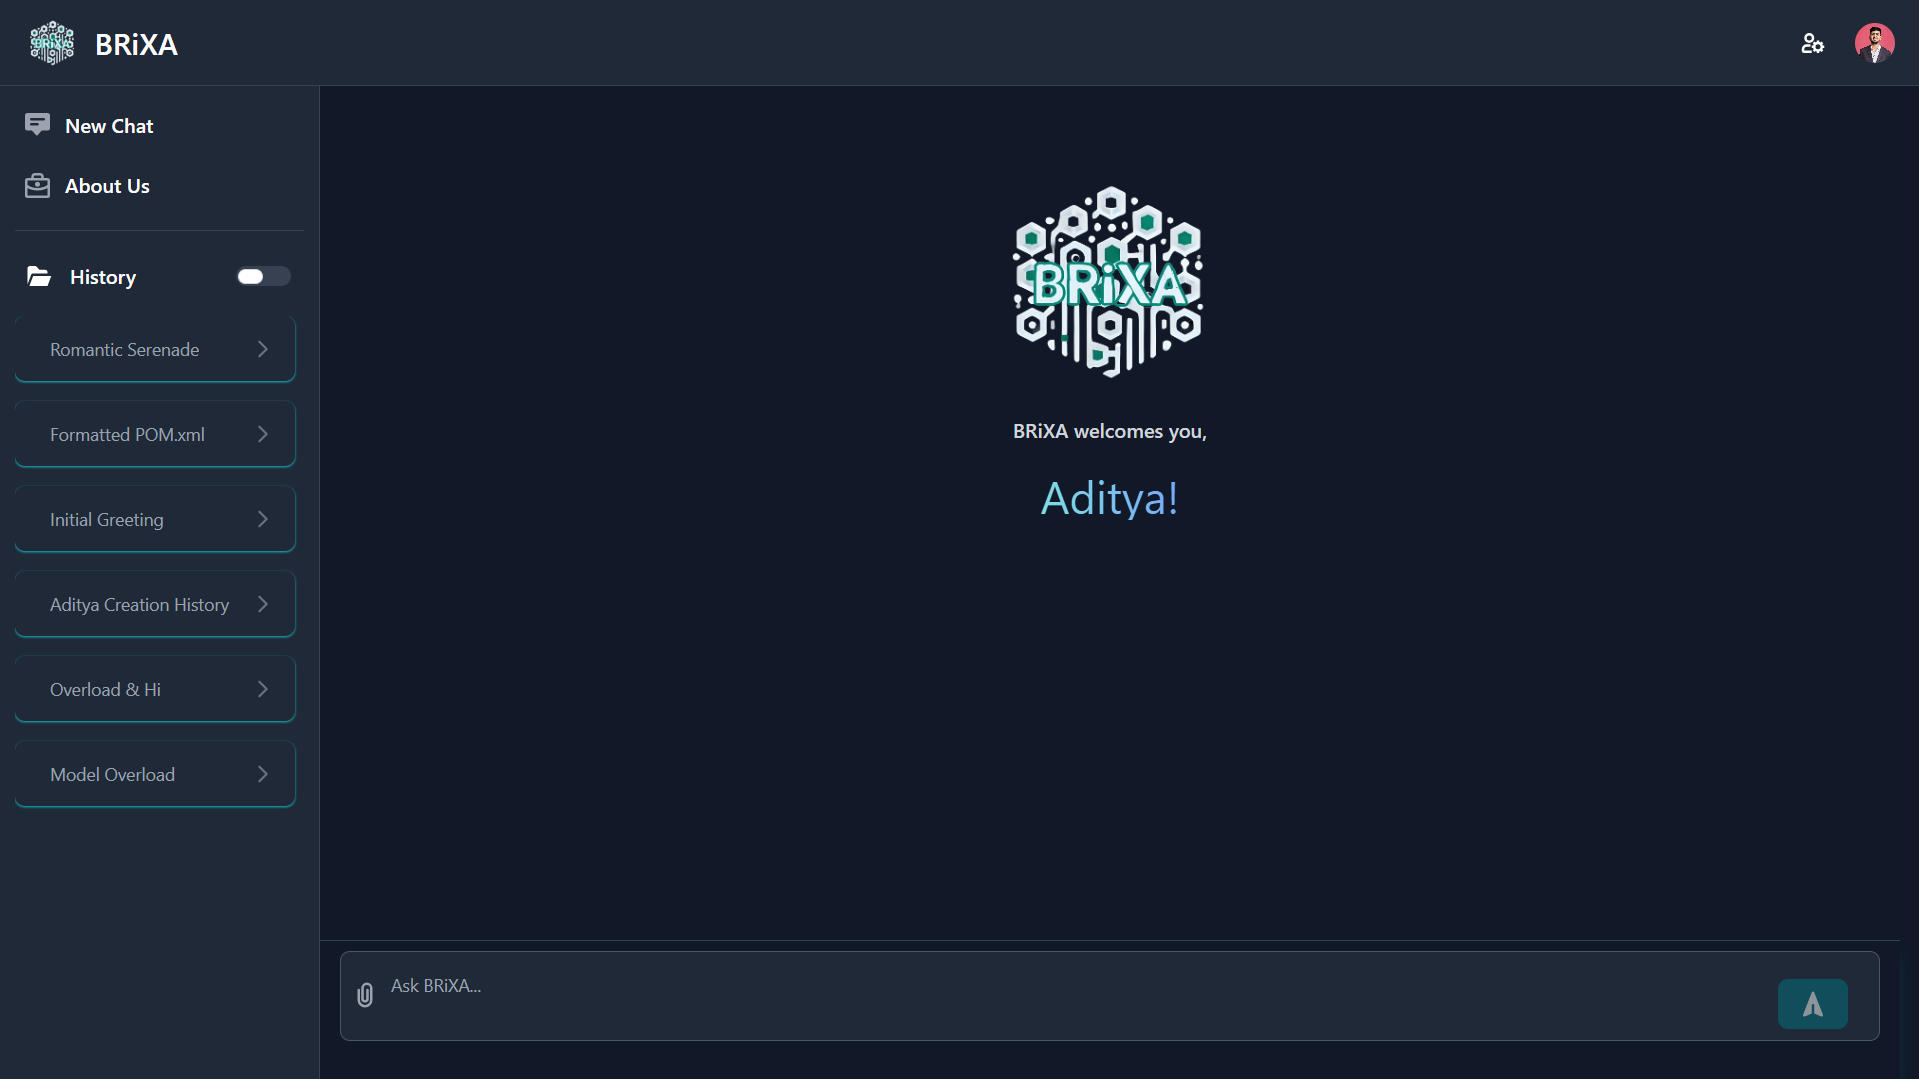 BRiXA
BRiXA
New Chat
About Us
History
Romantic Serenade
Formatted POM.xml
Initial Greeting
Aditya Creation History
Overload & Hi
Model Overload
BRiXA
BRiXA welcomes you,
Aditya!
Ask BRiXA...